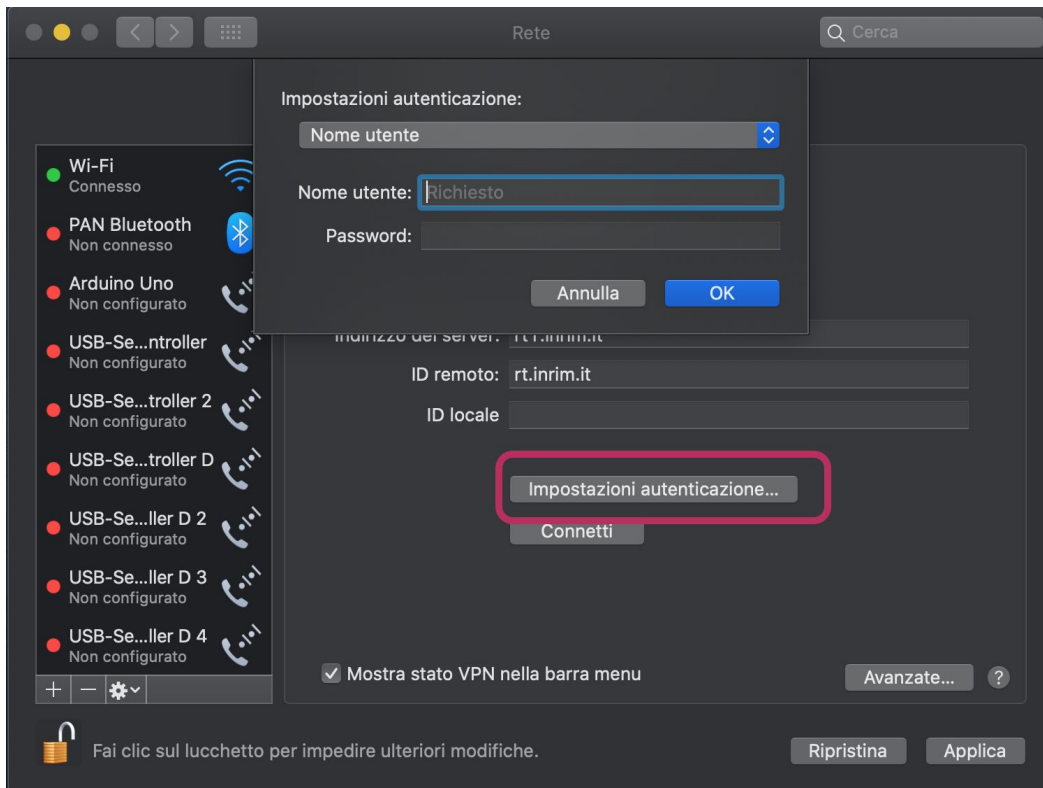 Rete
Cerca
Impostazioni autenticazione:
Nome utente
Nome utente: Richiesto
Password:
Annulla
OK
Wi-Fi
Connesso
PAN Bluetooth
Non connesso
Arduino Uno
Non configurato
USB-Se...ntroller
Non configurato
USB-Se...troller 2
Non configurato
USB-Se...troller D
Non configurato
USB-Se...ller D 2
Non configurato
USB-Se...ller D 3
Non configurato
USB-Se...ller D 4
Non configurato
Indirizzo del server:
ID remoto: rt.inrim.it
ID locale
Impostazioni autenticazione...
Connetti
Mostra stato VPN nella barra menu
Avanzate...
?
Fai clic sul lucchetto per impedire ulteriori modifiche.
Ripristina
Applica